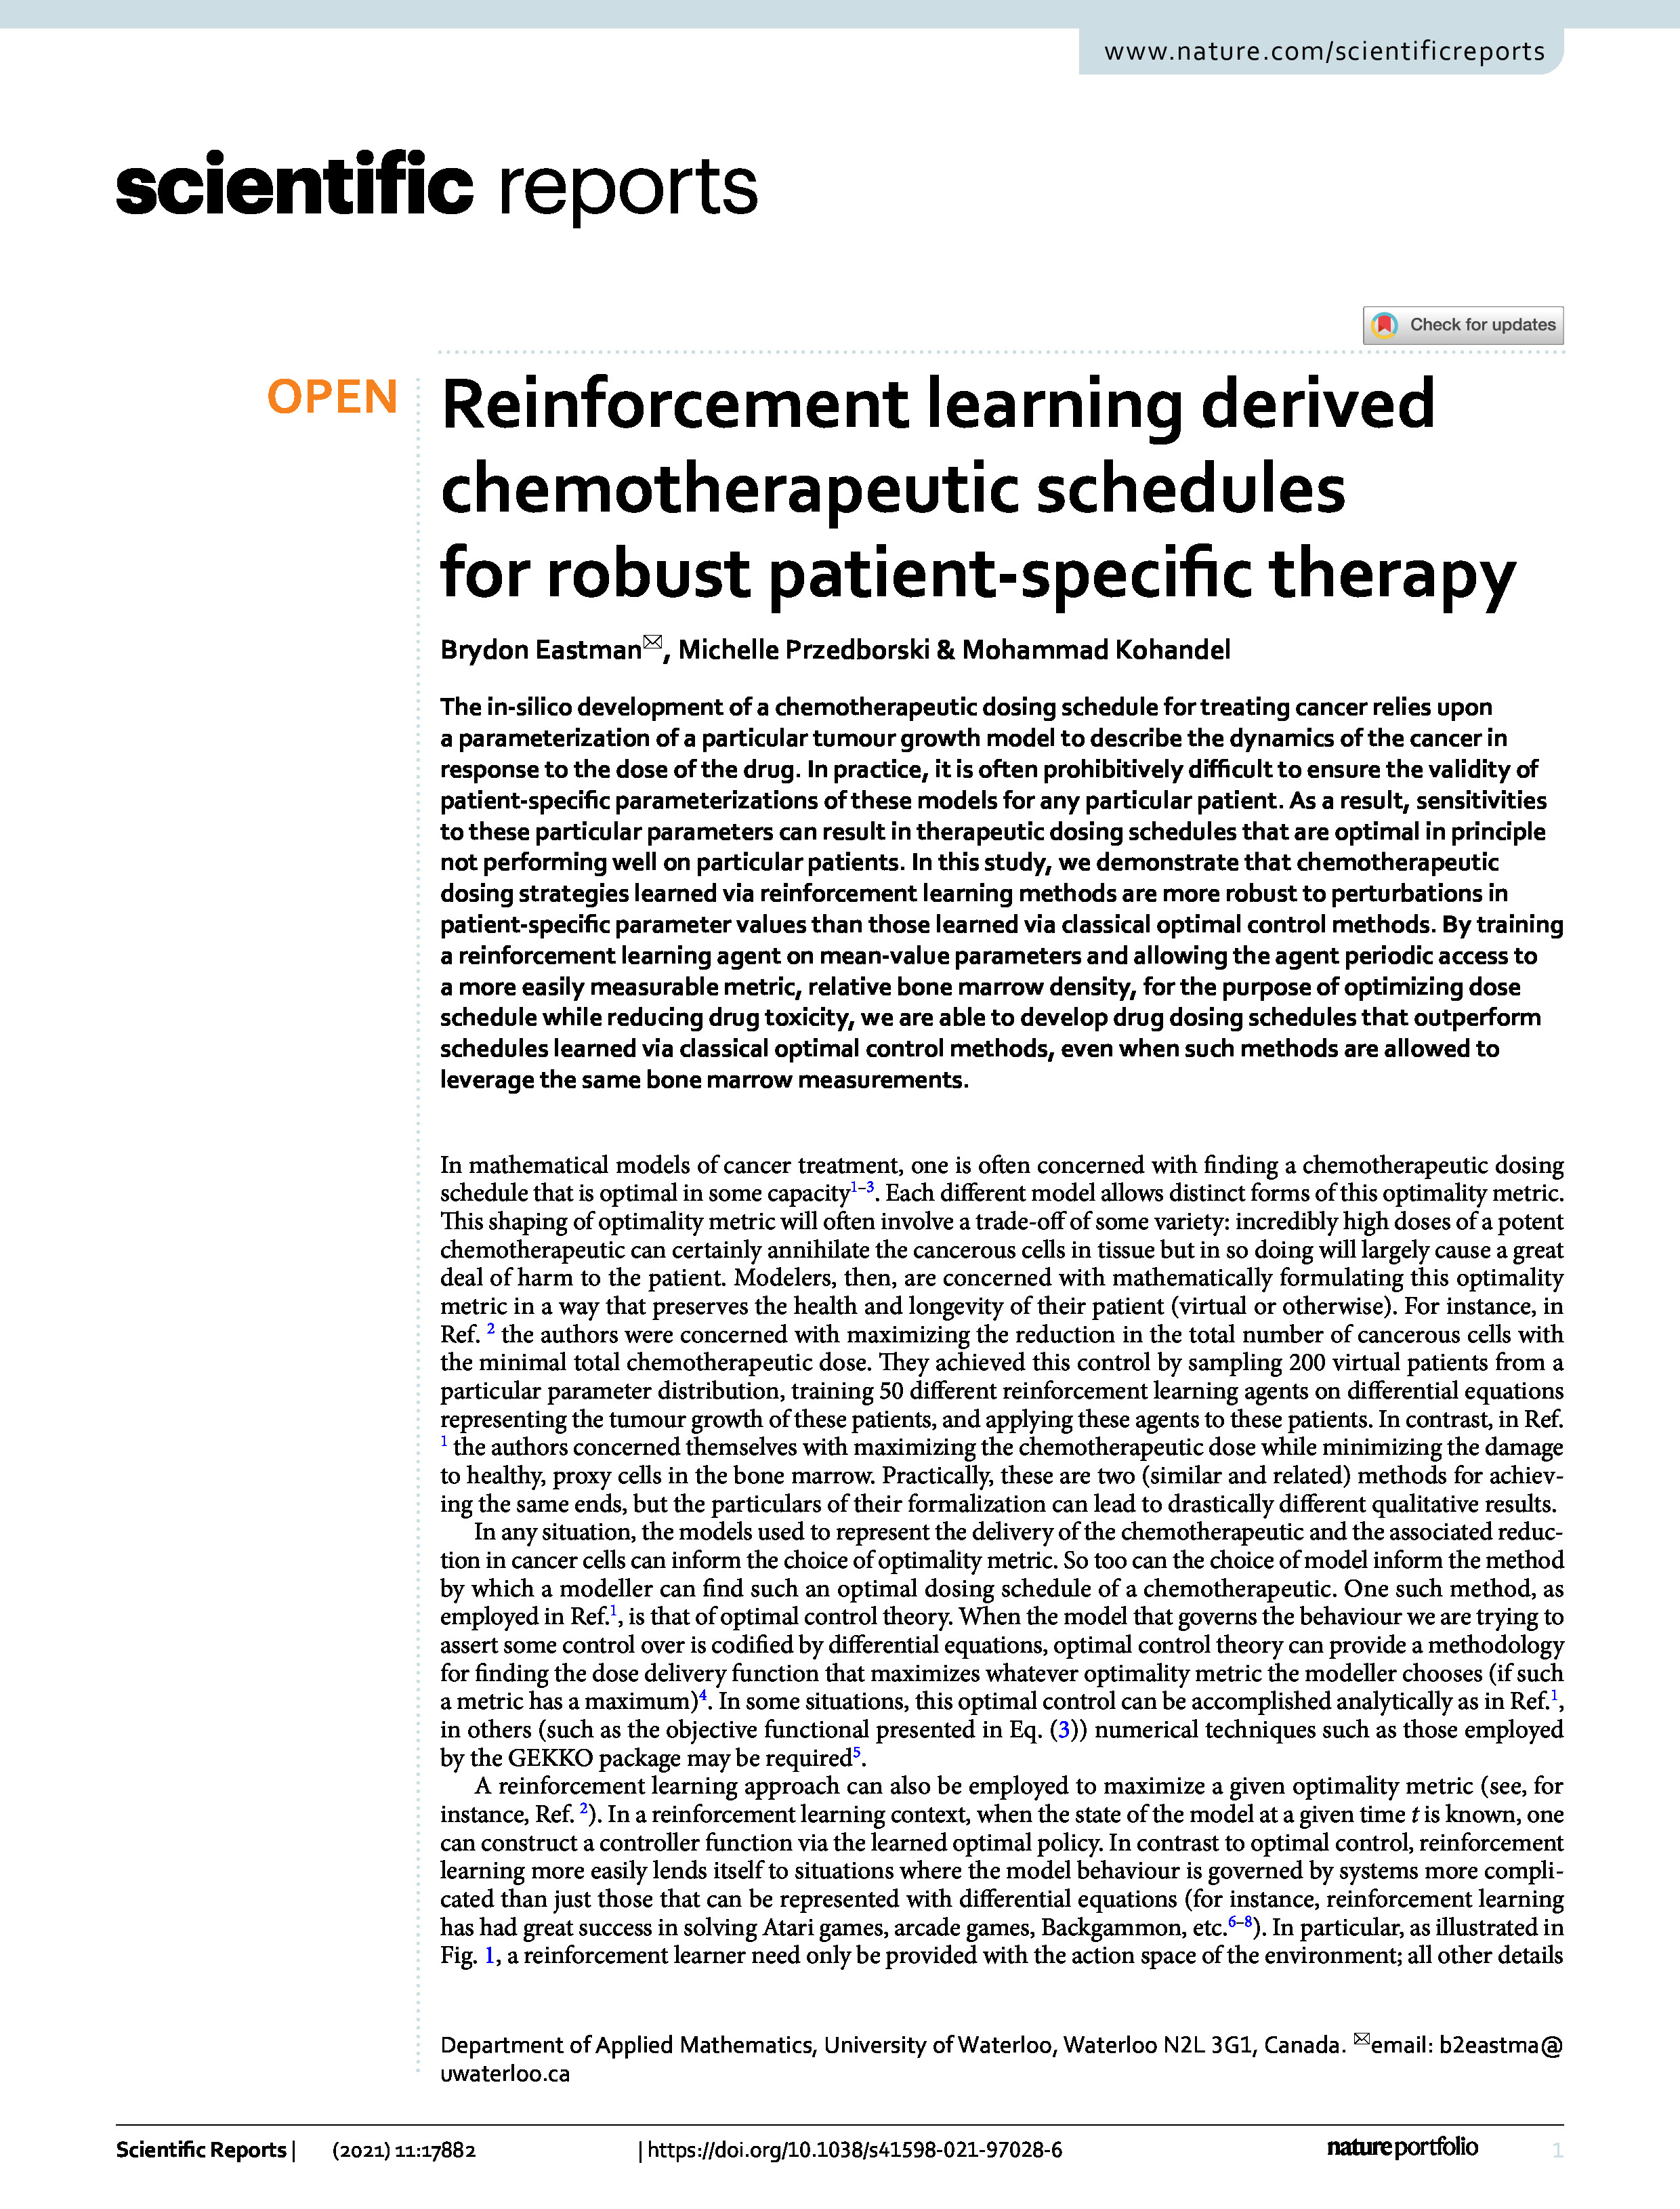 www.nature.com/scientificreports
scientific reports
Check for updates
OPEN
Reinforcement learning derived
chemotherapeutic schedules
for robust patient-specific therapy
Brydon Eastman✉, Michelle Przedborski & Mohammad Kohandel
The in-silico development of a chemotherapeutic dosing schedule for treating cancer relies upon
a parameterization of a particular tumour growth model to describe the dynamics of the cancer in
response to the dose of the drug. In practice, it is often prohibitively difficult to ensure the validity of
patient-specific parameterizations of these models for any particular patient. As a result, sensitivities
to these particular parameters can result in therapeutic dosing schedules that are optimal in principle
not performing well on particular patients. In this study, we demonstrate that chemotherapeutic
dosing strategies learned via reinforcement learning methods are more robust to perturbations in
patient-specific parameter values than those learned via classical optimal control methods. By training
a reinforcement learning agent on mean-value parameters and allowing the agent periodic access to
a more easily measurable metric, relative bone marrow density, for the purpose of optimizing dose
schedule while reducing drug toxicity, we are able to develop drug dosing schedules that outperform
schedules learned via classical optimal control methods, even when such methods are allowed to
leverage the same bone marrow measurements.
In mathematical models of cancer treatment, one is often concerned with finding a chemotherapeutic dosing
schedule that is optimal in some capacity1–3. Each different model allows distinct forms of this optimality metric.
This shaping of optimality metric will often involve a trade-off of some variety: incredibly high doses of a potent
chemotherapeutic can certainly annihilate the cancerous cells in tissue but in so doing will largely cause a great
deal of harm to the patient. Modelers, then, are concerned with mathematically formulating this optimality
metric in a way that preserves the health and longevity of their patient (virtual or otherwise). For instance, in
Ref. 2 the authors were concerned with maximizing the reduction in the total number of cancerous cells with
the minimal total chemotherapeutic dose. They achieved this control by sampling 200 virtual patients from a
particular parameter distribution, training 50 different reinforcement learning agents on differential equations
representing the tumour growth of these patients, and applying these agents to these patients. In contrast, in Ref.
1 the authors concerned themselves with maximizing the chemotherapeutic dose while minimizing the damage
to healthy, proxy cells in the bone marrow. Practically, these are two (similar and related) methods for achiev-
ing the same ends, but the particulars of their formalization can lead to drastically different qualitative results.
In any situation, the models used to represent the delivery of the chemotherapeutic and the associated reduc-
tion in cancer cells can inform the choice of optimality metric. So too can the choice of model inform the method
by which a modeller can find such an optimal dosing schedule of a chemotherapeutic. One such method, as
employed in Ref.1, is that of optimal control theory. When the model that governs the behaviour we are trying to
assert some control over is codified by differential equations, optimal control theory can provide a methodology
for finding the dose delivery function that maximizes whatever optimality metric the modeller chooses (if such
a metric has a maximum)4. In some situations, this optimal control can be accomplished analytically as in Ref.1,
in others (such as the objective functional presented in Eq. (3)) numerical techniques such as those employed
by the GEKKO package may be required5.
A reinforcement learning approach can also be employed to maximize a given optimality metric (see, for
instance, Ref. 2). In a reinforcement learning context, when the state of the model at a given time t is known, one
can construct a controller function via the learned optimal policy. In contrast to optimal control, reinforcement
learning more easily lends itself to situations where the model behaviour is governed by systems more compli-
cated than just those that can be represented with differential equations (for instance, reinforcement learning
has had great success in solving Atari games, arcade games, Backgammon, etc.6–8). In particular, as illustrated in
Fig. 1, a reinforcement learner need only be provided with the action space of the environment; all other details
Department of Applied Mathematics, University of Waterloo, Waterloo N2L 3G1, Canada. ✉email: b2eastma@
uwaterloo.ca
Scientific Reports | (2021) 11:17882 | https://doi.org/10.1038/s41598-021-97028-6 nature portfolio 1